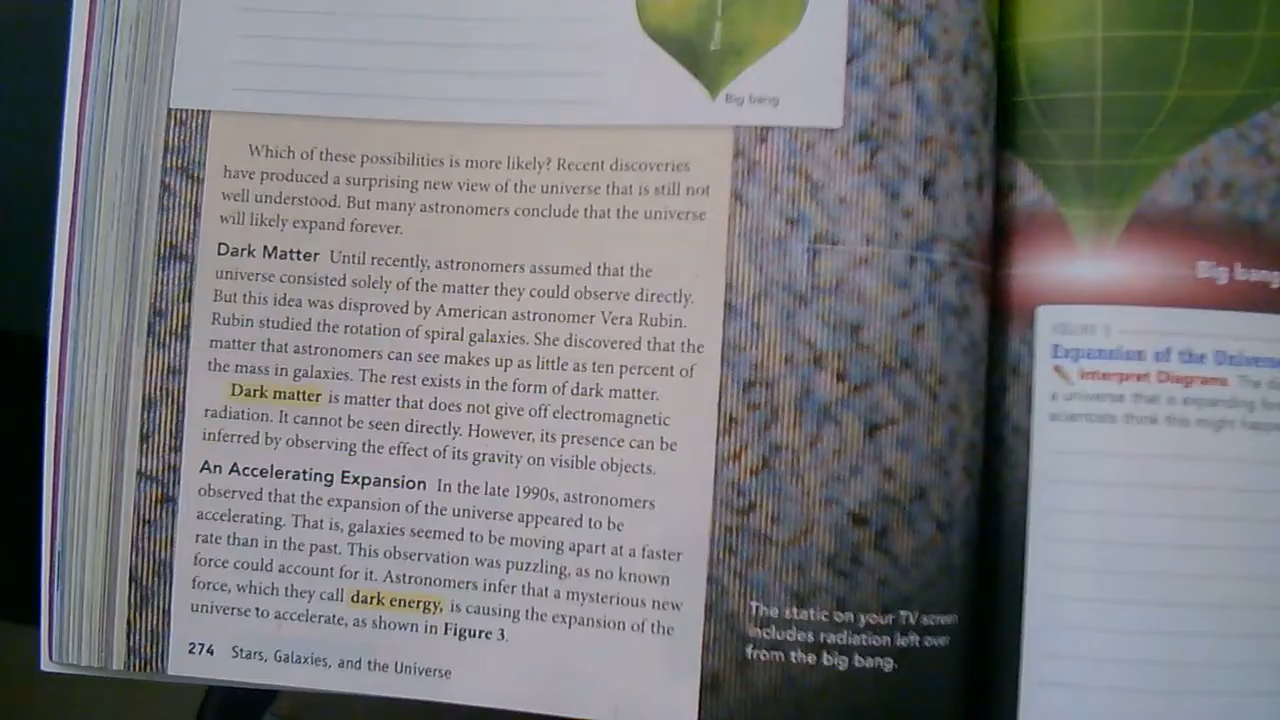 Big bang
Which of these possibilities is more likely? Recent discoveries
have produced a surprising new view of the universe that is still not
well understood. But many astronomers conclude that the universe
will likely expand forever.
Dark Matter Until recently, astronomers assumed that the
universe consisted solely of the matter they could observe directly.
But this idea was disproved by American astronomer Vera Rubin.
Rubin studied the rotation of spiral galaxies. She discovered that the
matter that astronomers can see makes up as little as ten percent of
the mass in galaxies. The rest exists in the form of dark matter.
Dark matter is matter that does not give off electromagnetic
radiation. It cannot be seen directly. However, its presence can be
inferred by observing the effect of its gravity on visible objects.
An Accelerating Expansion In the late 1990s, astronomers
observed that the expansion of the universe appeared to be
accelerating. That is, galaxies seemed to be moving apart at a faster
rate than in the past. This observation was puzzling, as no known
force could account for it. Astronomers infer that a mysterious new
force, which they call dark energy, is causing the expansion of the
universe to accelerate, as shown in Figure 3.
274 Stars, Galaxies, and the Universe
The static on your TV screen
includes radiation left over
from the big bang.
Big bang
Expansion of the
Interpret Diagrams The
a universe that is expanding
scientists think this might